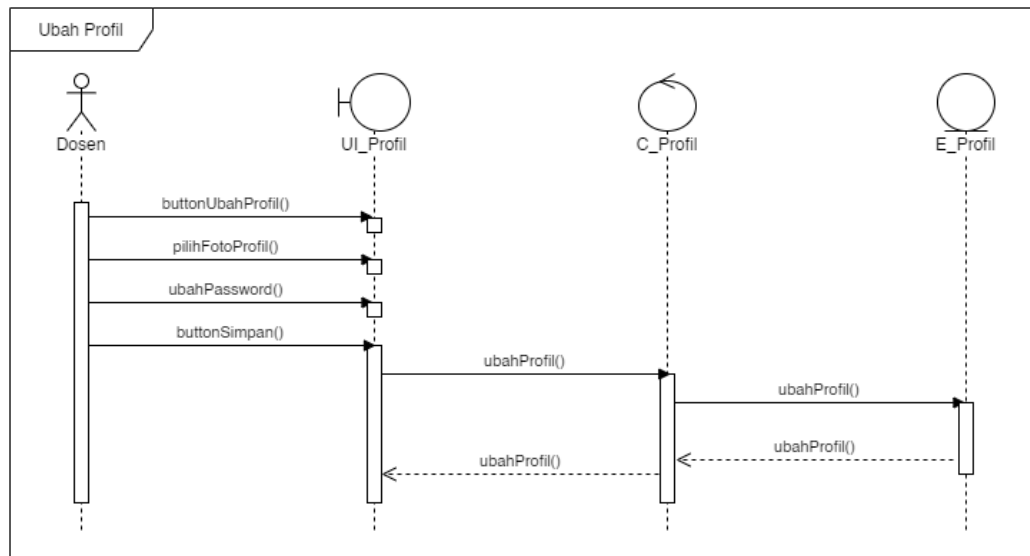 Ubah Profil
Dosen
UI_Profil
C_Profil
E_Profil
buttonUbahProfil()
pilihFotoProfil()
ubahPassword()
buttonSimpan()
ubahProfil()
ubahProfil()
ubahProfil()
ubahProfil()